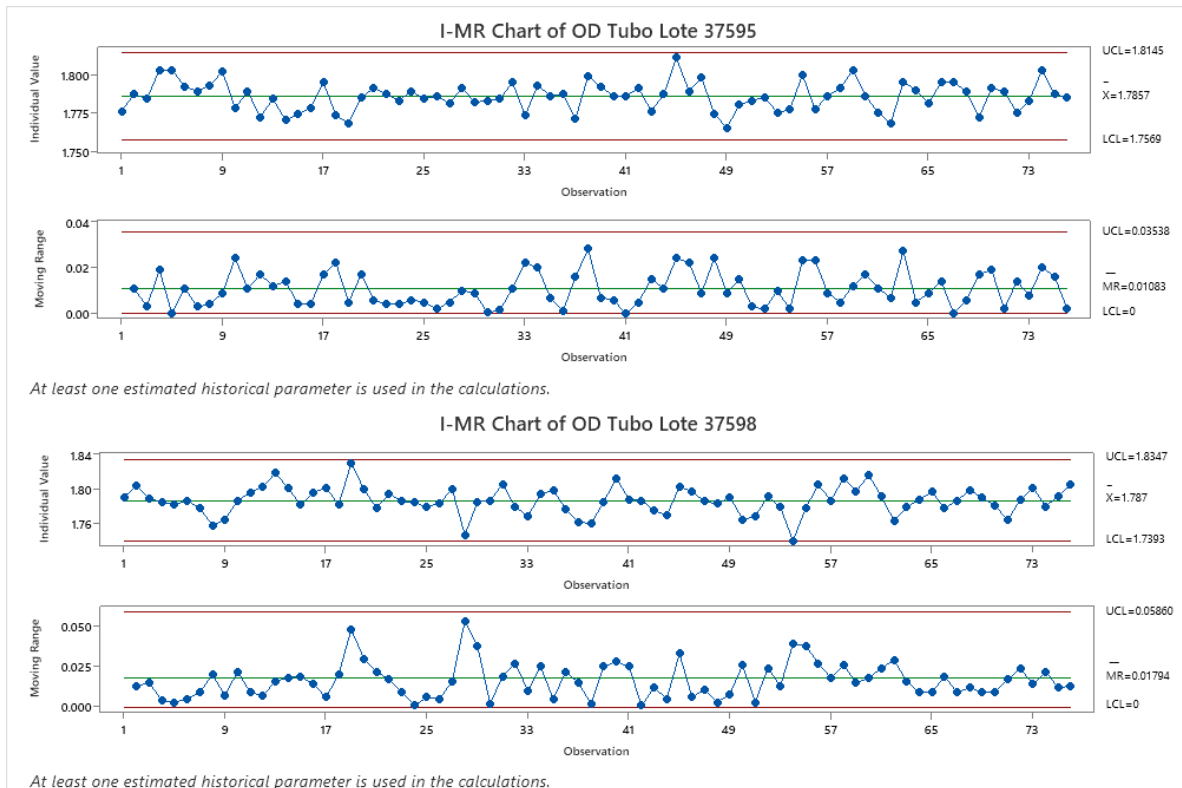 I-MR Chart of OD Tubo Lote 37595
Individual Value
1.800
1.775
1.750
UCL=1.8145
_
X=1.7857
LCL=1.7569
1 9 17 25 33 41 49 57 65 73
Observation
Moving Range
0.04
0.02
0.00
UCL=0.03538
__
MR=0.01083
LCL=0
1 9 17 25 33 41 49 57 65 73
Observation
At least one estimated historical parameter is used in the calculations.
I-MR Chart of OD Tubo Lote 37598
Individual Value
1.84
1.80
1.76
UCL=1.8347
_
X=1.787
LCL=1.7393
1 9 17 25 33 41 49 57 65 73
Observation
Moving Range
0.050
0.025
0.000
UCL=0.05860
__
MR=0.01794
LCL=0
1 9 17 25 33 41 49 57 65 73
Observation
At least one estimated historical parameter is used in the calculations.